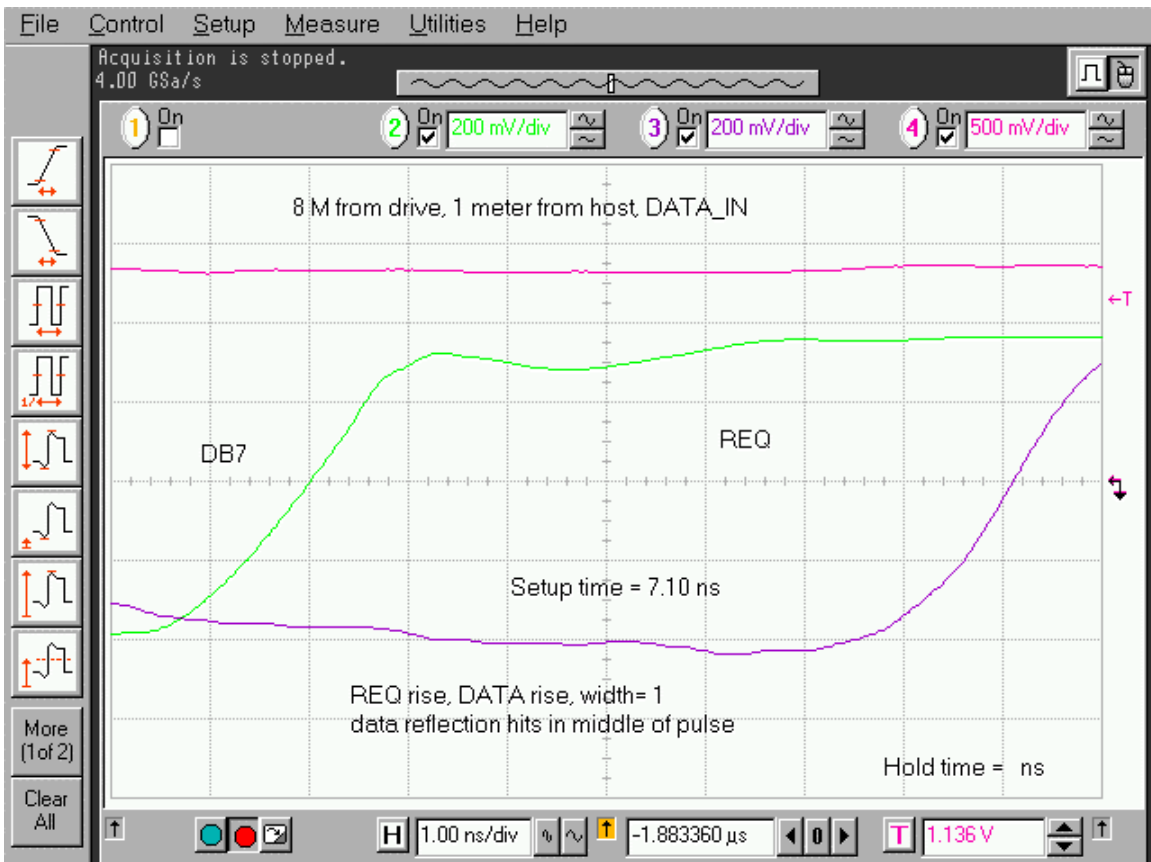 File Control Setup Measure Utilities Help
Acquisition is stopped.
4.00 GSa/s
1 On 2 On 200 mV/div 3 On 200 mV/div 4 On 500 mV/div
8 M from drive, 1 meter from host, DATA_IN
←T
DB7
REQ
Setup time = 7.10 ns
REQ rise, DATA rise, width= 1
data reflection hits in middle of pulse
Hold time = ns
1/
More
(1of 2)
Clear
All
H 1.00 ns/div -1.883360 µs 0 T 1.136 V